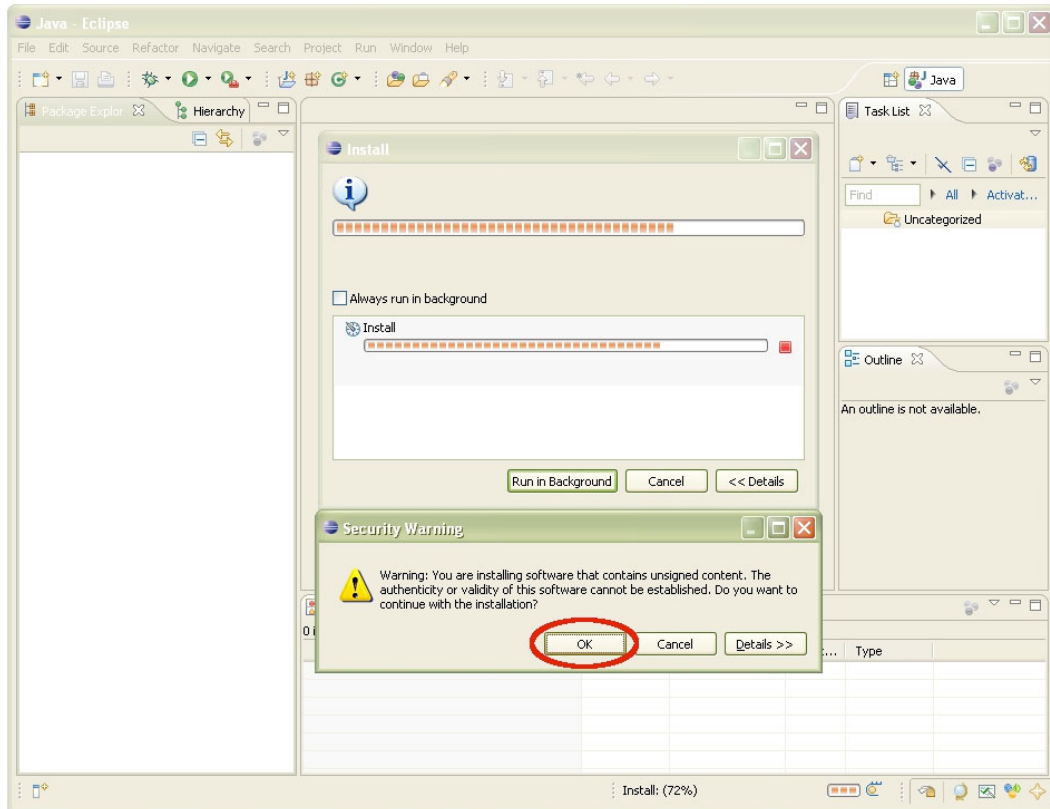 Java - Eclipse
File Edit Source Refactor Navigate Search Project Run Window Help
Java
Package Explor
Hierarchy
Task List
Find
All
Activat...
Uncategorized
Install
Always run in background
Install
Run in Background
Cancel
<< Details
Outline
An outline is not available.
Security Warning
Warning: You are installing software that contains unsigned content. The
authenticity or validity of this software cannot be established. Do you want to
continue with the installation?
OK
Cancel
Details >>
0 i
...
Type
Install: (72%)